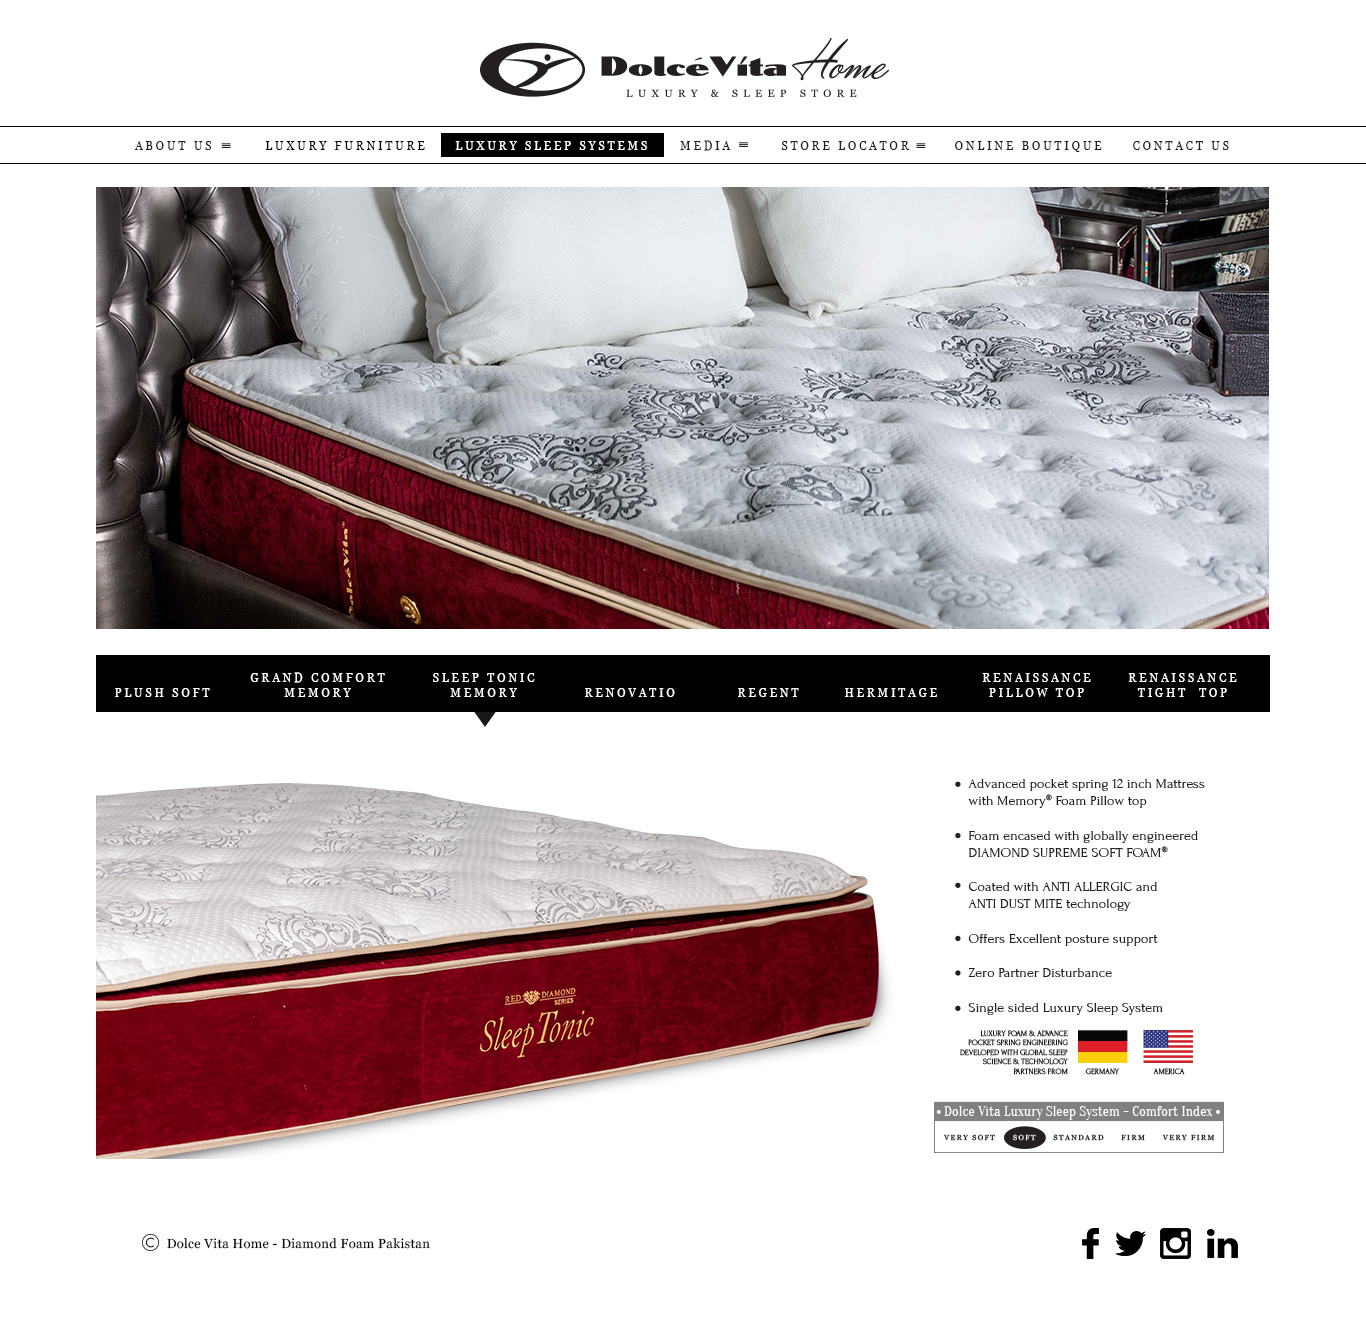 DolcéVita Home
LUXURY & SLEEP STORE
ABOUT US LUXURY FURNITURE LUXURY SLEEP SYSTEMS MEDIA STORE LOCATOR ONLINE BOUTIQUE CONTACT US
DolceVita
PLUSH SOFT
GRAND COMFORT
MEMORY
SLEEP TONIC
MEMORY
RENOVATIO
REGENT
HERMITAGE
RENAISSANCE
PILLOW TOP
RENAISSANCE
TIGHT TOP
• Advanced pocket spring 12 inch Mattress
with Memory® Foam Pillow top
• Foam encased with globally engineered
DIAMOND SUPREME SOFT FOAM®
• Coated with ANTI ALLERGIC and
ANTI DUST MITE technology
• Offers Excellent posture support
• Zero Partner Disturbance
• Single sided Luxury Sleep System
RED DIAMOND
SERIES
Sleep Tonic
LUXURY FOAM & ADVANCE
POCKET SPRING ENGINEERING
DEVELOPED WITH GLOBAL SLEEP
SCIENCE & TECHNOLOGY
PARTNERS FROM
GERMANY
AMERICA
• Dolce Vita Luxury Sleep System - Comfort Index •
VERY SOFT SOFT STANDARD FIRM VERY FIRM
© Dolce Vita Home - Diamond Foam Pakistan